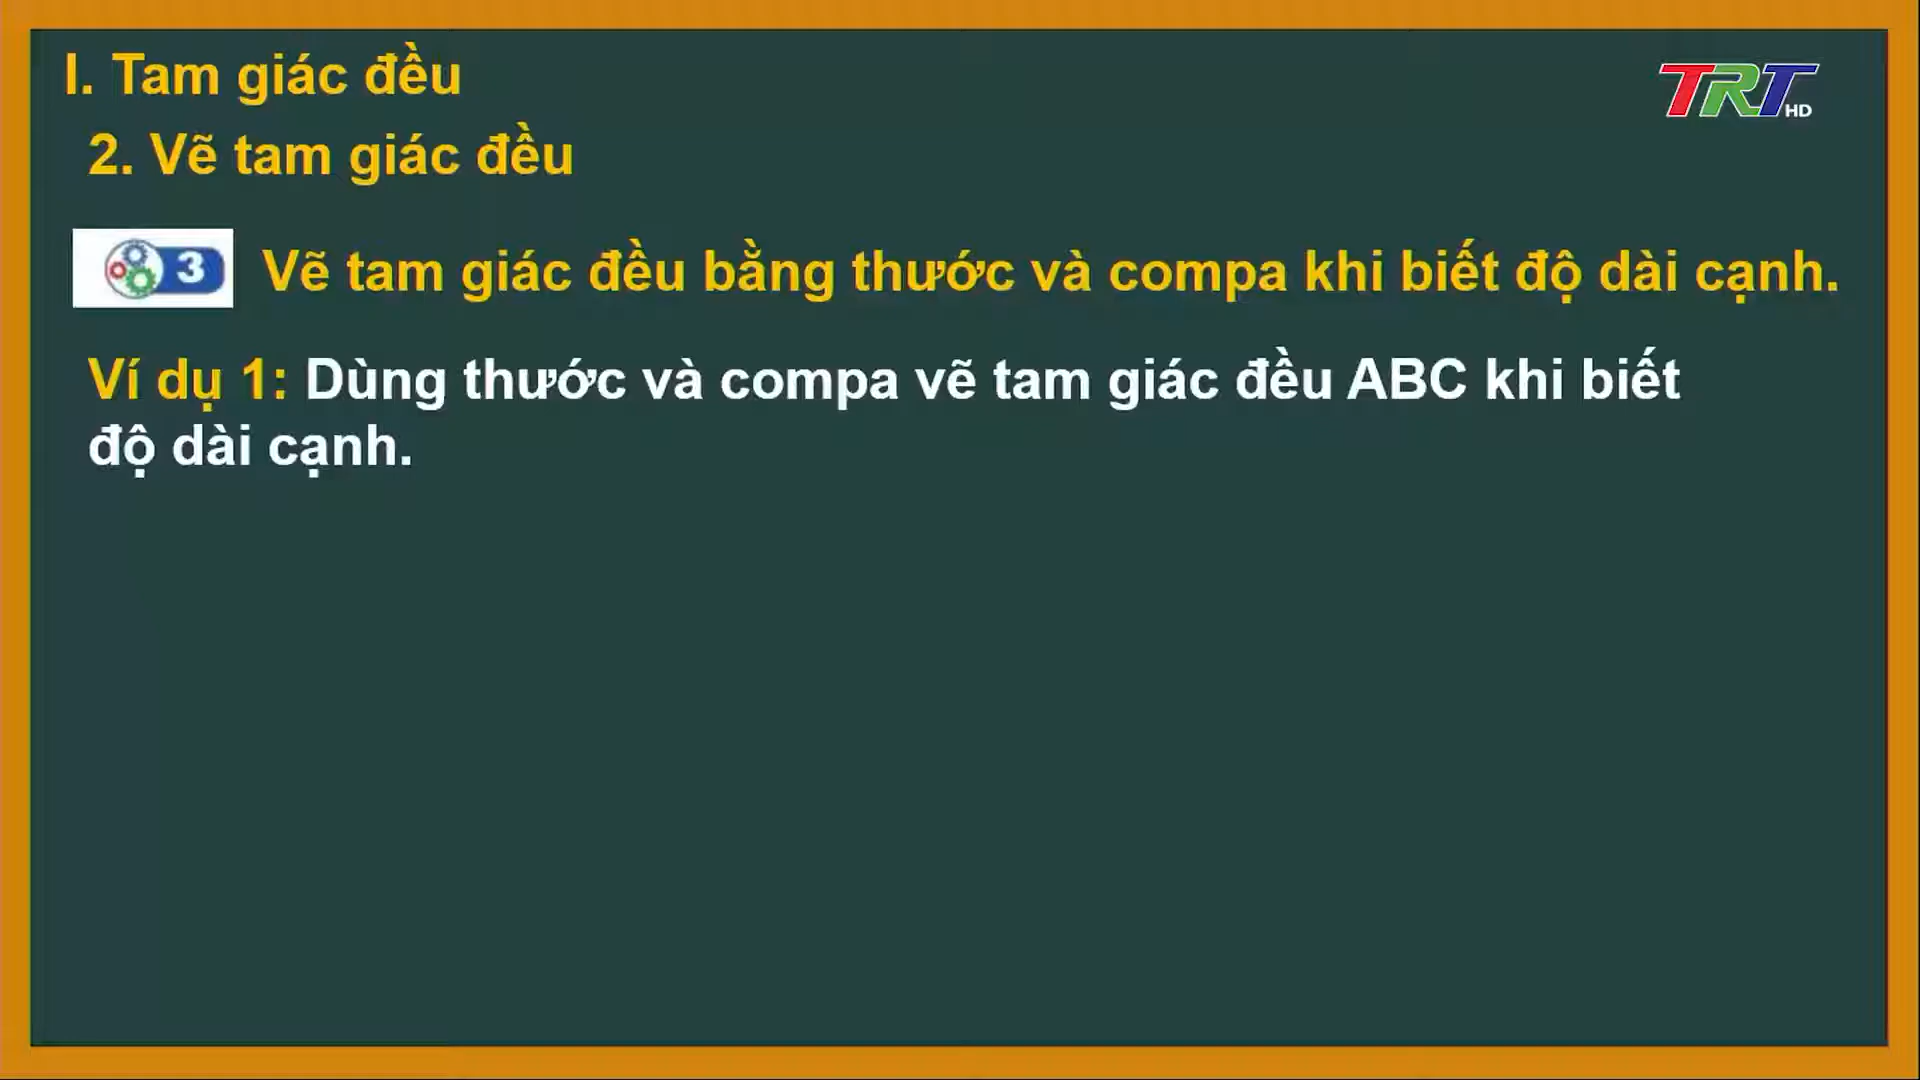 I. Tam giác đều
TRT HD
2. Vẽ tam giác đều
3 Vẽ tam giác đều bằng thước và compa khi biết độ dài cạnh.
Ví dụ 1: Dùng thước và compa vẽ tam giác đều ABC khi biết
độ dài cạnh.